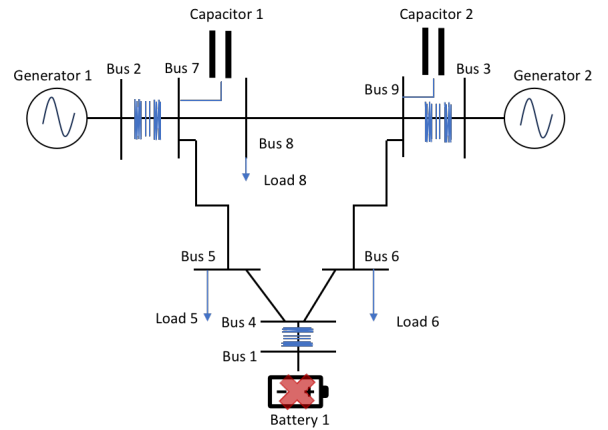 Capacitor 1
Capacitor 2
Generator 1
Bus 2
Bus 7
Bus 9
Bus 3
Generator 2
Bus 8
Load 8
Bus 5
Bus 6
Load 5
Bus 4
Load 6
Bus 1
Battery 1